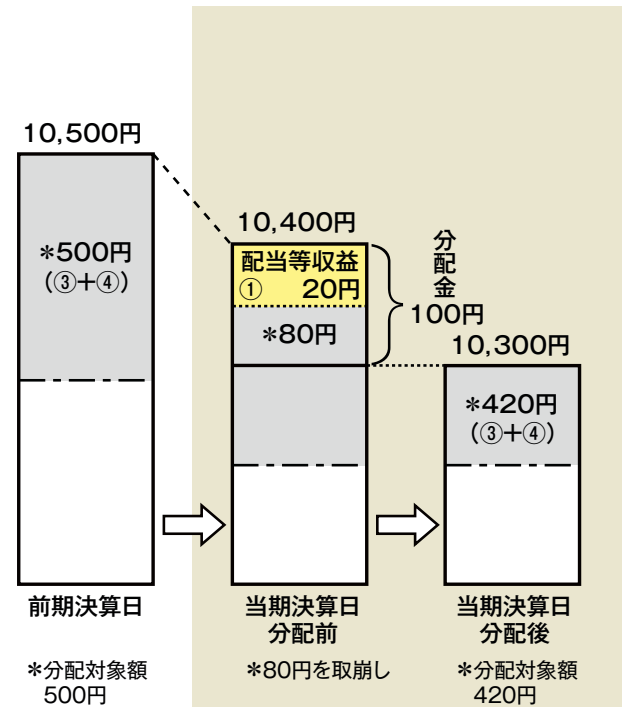 10,500円
*500円
(③+④)
10,400円
配当等収益
① 20円
*80円
分配金
100円
10,300円
*420円
(③+④)
前期決算日
当期決算日
分配前
当期決算日
分配後
*分配対象額
500円
*80円を取崩し
*分配対象額
420円